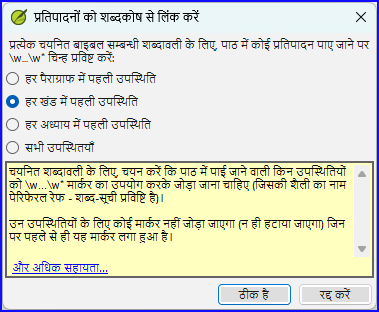 प्रतिपादनों को शब्दकोष से लिंक करें
प्रत्येक चयनित बाइबल सम्बन्धी शब्दावली के लिए, पाठ में कोई प्रतिपादन पाए जाने पर
\w...\w* चिन्ह प्रविष्ट करें:
हर पैराग्राफ में पहली उपस्थिति
हर खंड में पहली उपस्थिति
हर अध्याय में पहली उपस्थिति
सभी उपस्थितयाँ
चयनित शब्दावली के लिए, चयन करें कि पाठ में पाई जाने वाली किन उपस्थितियों
को \w...\w* मार्कर का उपयोग करके जोड़ा जाना चाहिए (जिसकी शैली का नाम
पेरिफेरल रेफ - शब्द-सूची प्रविष्टि है)।
उन उपस्थितियों के लिए कोई मार्कर नहीं जोड़ा जाएगा (न ही हटाया जाएगा) जिन
पर पहले से ही यह मार्कर लगा हुआ है।
और अधिक सहायता...
ठीक है
रद्द करें